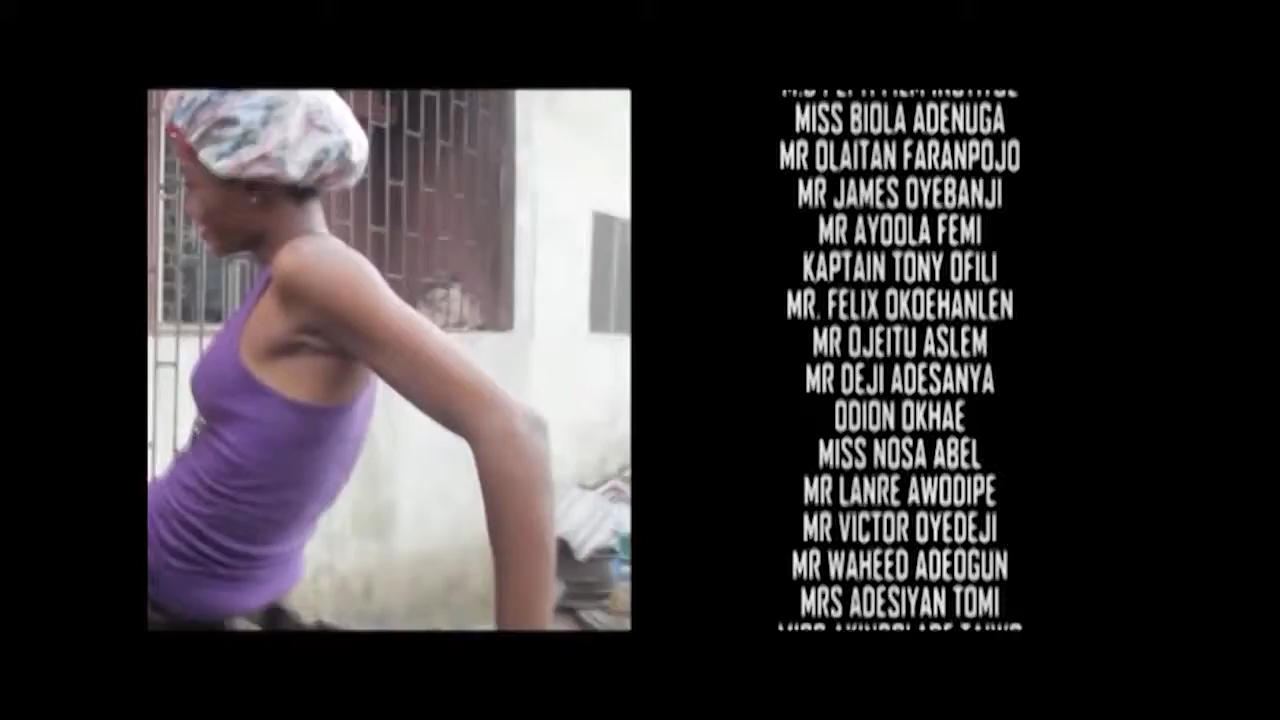 MISS BIOLA ADENUGA
MR OLAITAN FARANPOJO
MR JAMES OYEBANJI
MR AYOOLA FEMI
KAPTAIN TONY OFILI
MR. FELIX OKOEHANLEN
MR OJEITU ASLEM
MR DEJI ADESANYA
ODION OKHAE
MISS NOSA ABEL
MR LANRE AWODIPE
MR VICTOR OYEDEJI
MR WAHEED ADEOGUN
MRS ADESIYAN TOMI